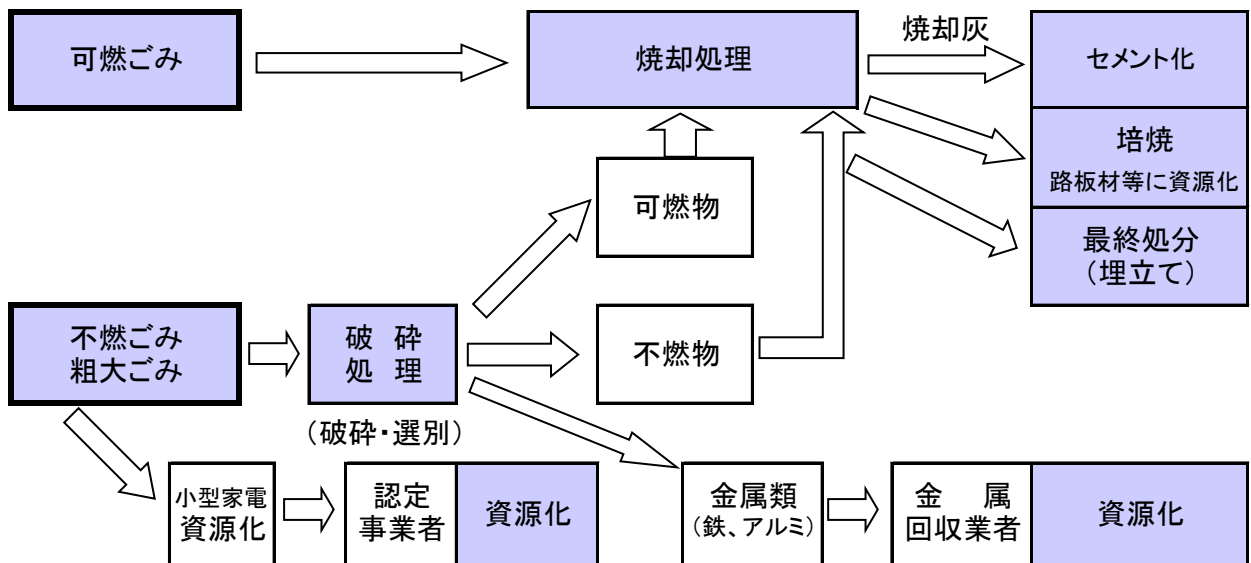 可燃ごみ
焼却処理
焼却灰
セメント化
培焼
路板材等に資源化
最終処分
（埋立て）
可燃物
不燃ごみ
粗大ごみ
破　砕
処　理
（破砕・選別）
不燃物
小型家電
資源化
認定
事業者
資源化
金属類
（鉄、アルミ）
金　　属
回収業者
資源化